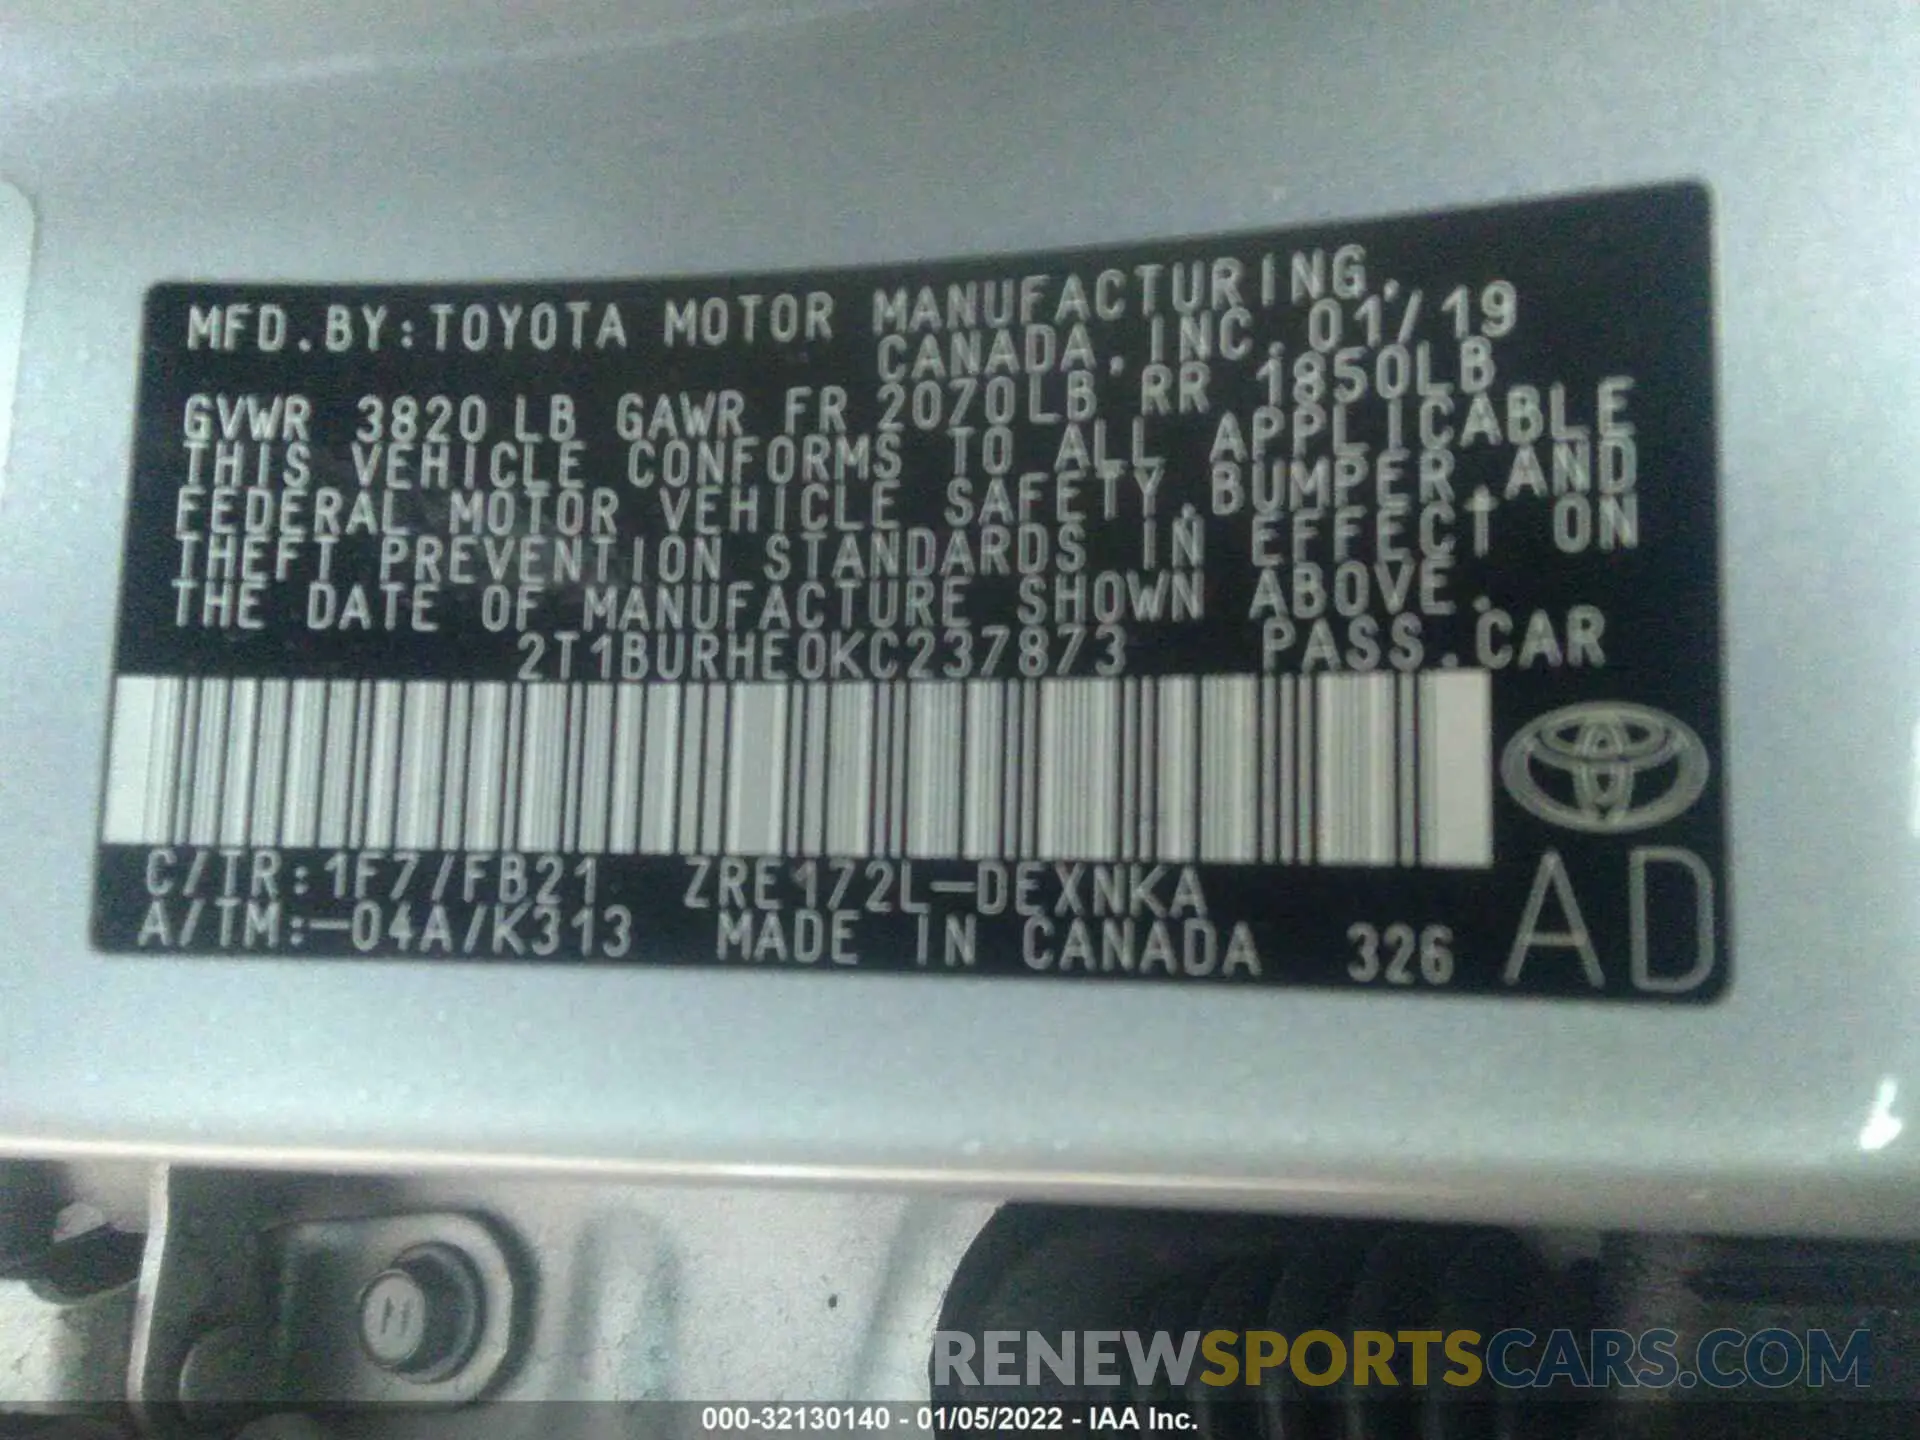 MFD.BY:TOYOTA MOTOR MANUFACTURING,
CANADA, INC. 01/19
GVWR 3820 LB GAWR FR 2070LB RR 1850LB
THIS VEHICLE CONFORMS TO ALL APPLICABLE
FEDERAL MOTOR VEHICLE SAFETY,BUMPER,AND
THEFT PREVENTION STANDARDS IN EFFECT ON
THE DATE OF MANUFACTURE SHOWN ABOVE.
2T1BURHE0KC237873 PASS.CAR
C/TR:1F7/FB21 ZRE172L-DEXNKA
A/TM:-04A/K313 MADE IN CANADA 326
AD
RENEWSPORTSCARS.COM
000-32130140 - 01/05/2022 - IAA Inc.